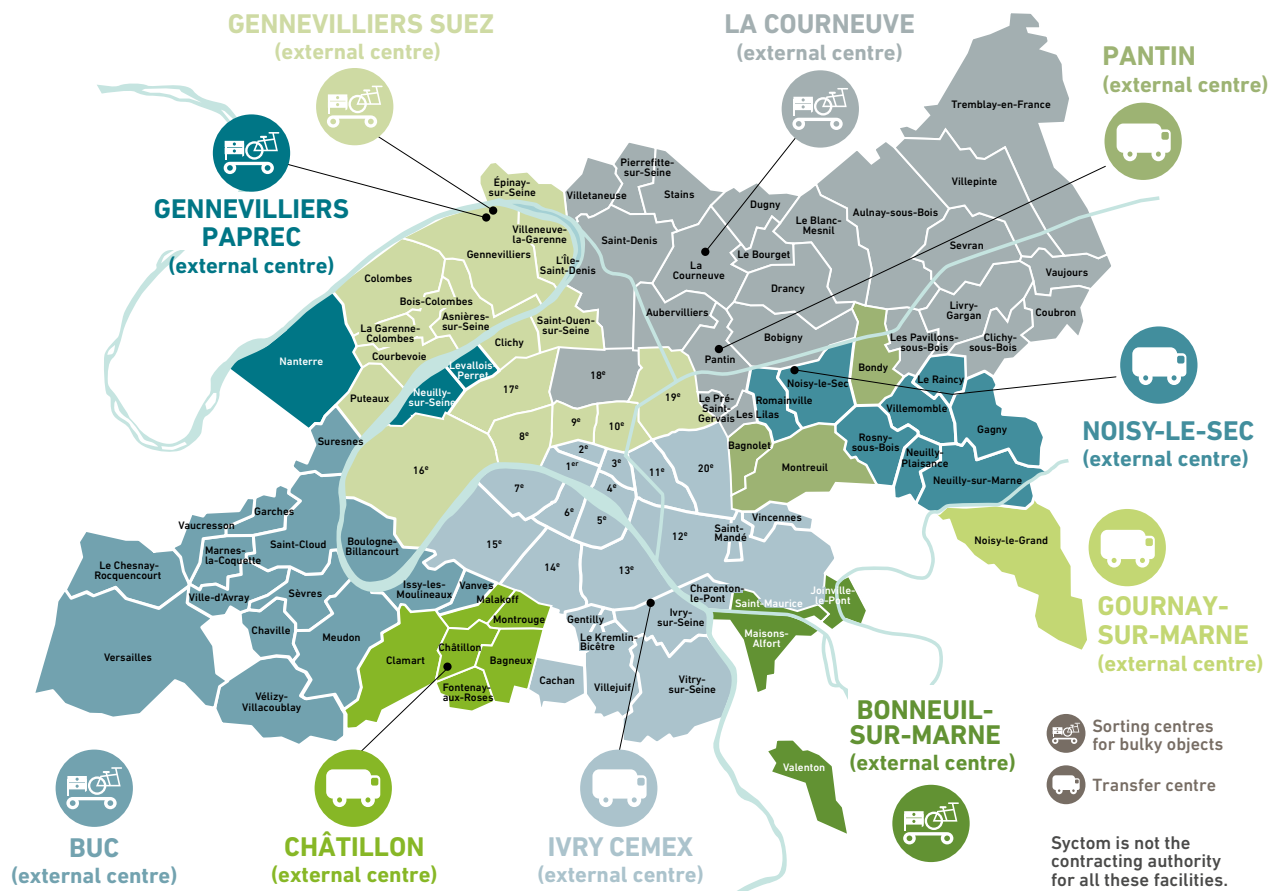 GENNEVILLIERS SUEZ
(external centre)
LA COURNEUVE
(external centre)
PANTIN
(external centre)
GENNEVILLIERS
PAPREC
(external centre)
Tremblay-en-France
Épinay-
sur-Seine
Villetaneuse
Pierrefitte-
sur-Seine
Stains
Dugny
Le Blanc-
Mesnil
Aulnay-sous-Bois
Villepinte
Sevran
Vaujours
Coubron
Livry-
Gargan
Clichy-
sous-Bois
Les Pavillons-
sous-Bois
Villeneuve-
la-Garenne
Gennevilliers
L'Île-
Saint-Denis
Saint-Denis
La
Courneuve
Le Bourget
Drancy
Aubervilliers
Bobigny
Pantin
Le Pré-
Saint-
Gervais
Les Lilas
Colombes
Bois-Colombes
Asnières-
sur-Seine
La Garenne-
Colombes
Courbevoie
Clichy
Saint-Ouen-
sur-Seine
Nanterre
Levallois-
Perret
Neuilly-
sur-Seine
Puteaux
Suresnes
17e
18e
19e
8e
9e
10e
16e
2e
1er
3e
11e
20e
7e
4e
6e
5e
12e
15e
14e
13e
Romainville
Noisy-le-Sec
Bondy
Le Raincy
Villemomble
Gagny
Rosny-
sous-Bois
Neuilly-
Plaisance
Neuilly-sur-Marne
Bagnolet
Montreuil
NOISY-LE-SEC
(external centre)
Noisy-le-Grand
GOURNAY-
SUR-MARNE
(external centre)
Vincennes
Saint-
Mandé
Charenton-
le-Pont
Saint-Maurice
Joinville-
le-Pont
Maisons-
Alfort
Valenton
Garches
Vaucresson
Marnes-
la-Coquette
Saint-Cloud
Boulogne-
Billancourt
Le Chesnay-
Rocquencourt
Ville-d'Avray
Sèvres
Issy-les-
Moulineaux
Vanves
Chaville
Meudon
Versailles
Vélizy-
Villacoublay
Malakoff
Montrouge
Clamart
Châtillon
Bagneux
Fontenay-
aux-Roses
Gentilly
Le Kremlin-
Bicêtre
Ivry-
sur-Seine
Cachan
Villejuif
Vitry-
sur-Seine
BUC
(external centre)
CHÂTILLON
(external centre)
IVRY CEMEX
(external centre)
BONNEUIL-
SUR-MARNE
(external centre)
Sorting centres
for bulky objects
Transfer centre
Syctom is not the
contracting authority
for all these facilities.